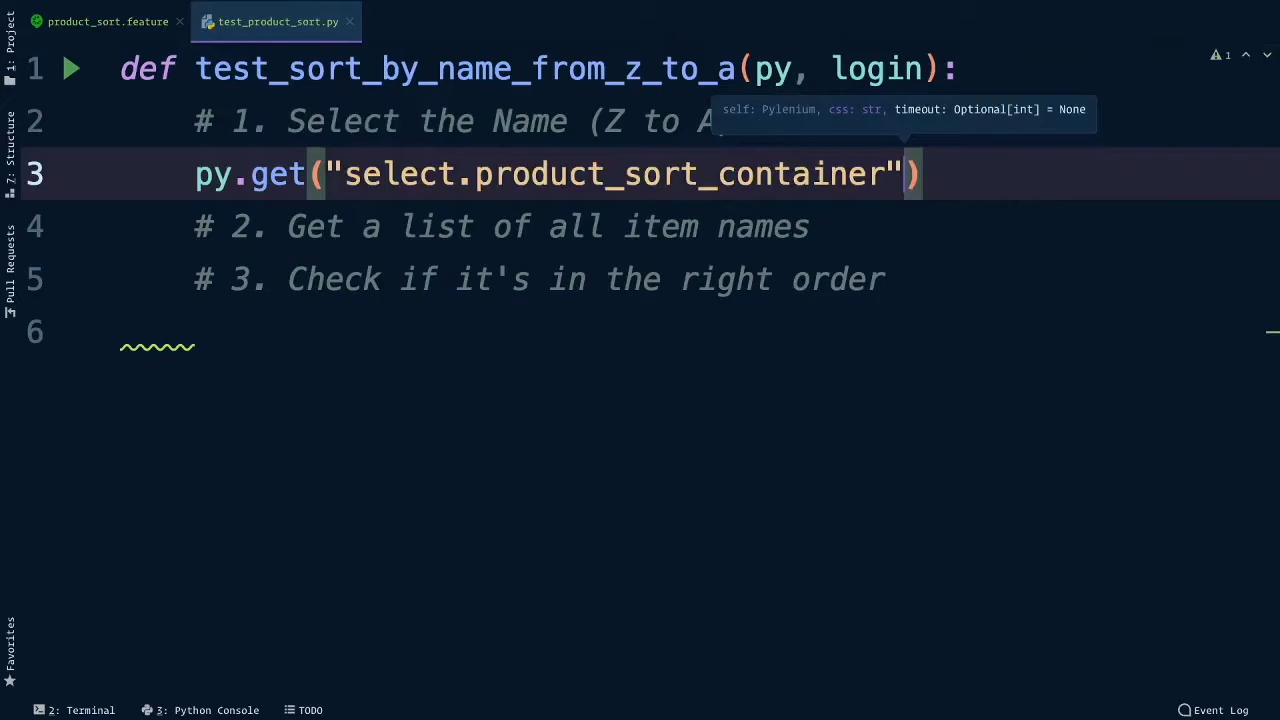 product_sort.feature
test_product_sort.py
1: Project
Z: Structure
Pull Requests
Favorites
1 def test_sort_by_name_from_z_to_a(py, login):
1
self: Pylenium, css: str, timeout: Optional[int] = None
2 # 1. Select the Name (Z to A
3 py.get("select.product_sort_container")
4 # 2. Get a list of all item names
5 # 3. Check if it's in the right order
6
2: Terminal
3: Python Console
TODO
Event Log